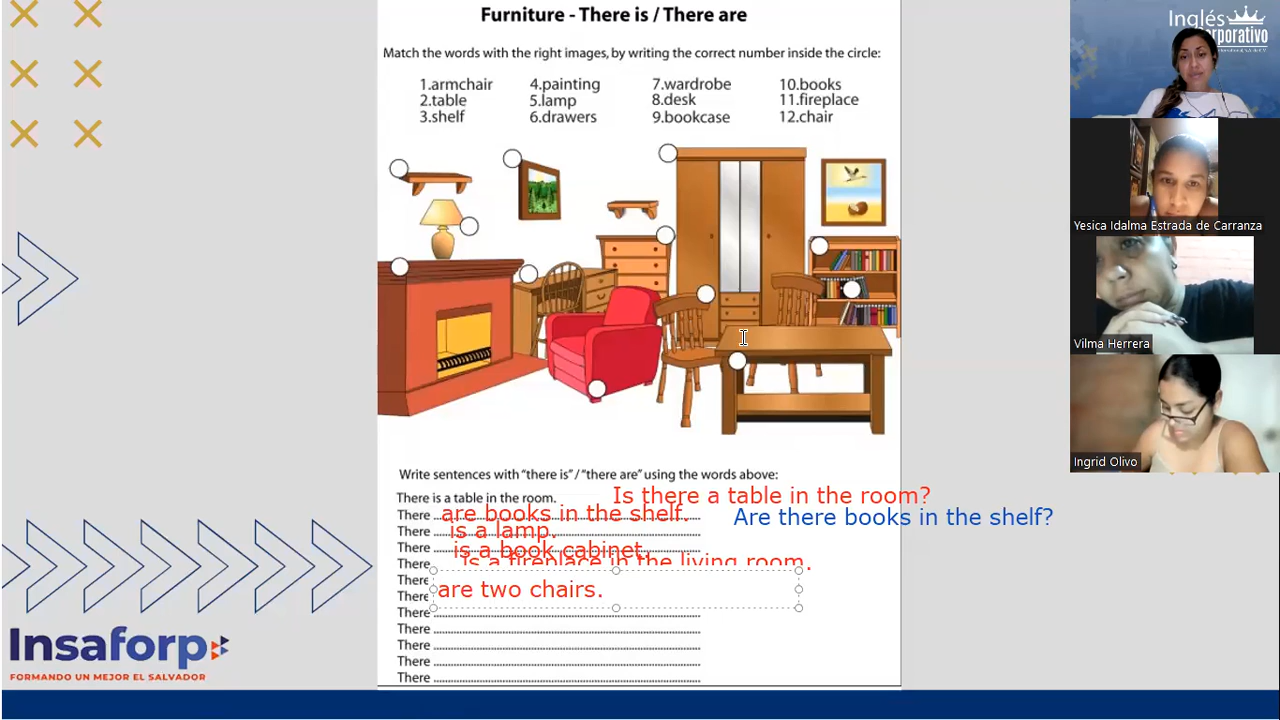 Furniture - There is / There are
Match the words with the right images, by writing the correct number inside the circle:
1.armchair 4.painting 7.wardrobe 10.books
2.table 5.lamp 8.desk 11.fireplace
3.shelf 6.drawers 9.bookcase 12.chair
Write sentences with "there is" / "there are" using the words above:
There is a table in the room. Is there a table in the room?
There are books in the shelf. Are there books in the shelf?
There is a lamp.
There is a book cabinet.
There is a fireplace in the living room.
There
There are two chairs.
There
There
There
There
There
Insaforp
FORMANDO UN MEJOR EL SALVADOR
Inglés
Corporativo
Yesica Idalma Estrada de Carranza
Vilma Herrera
Ingrid Olivo